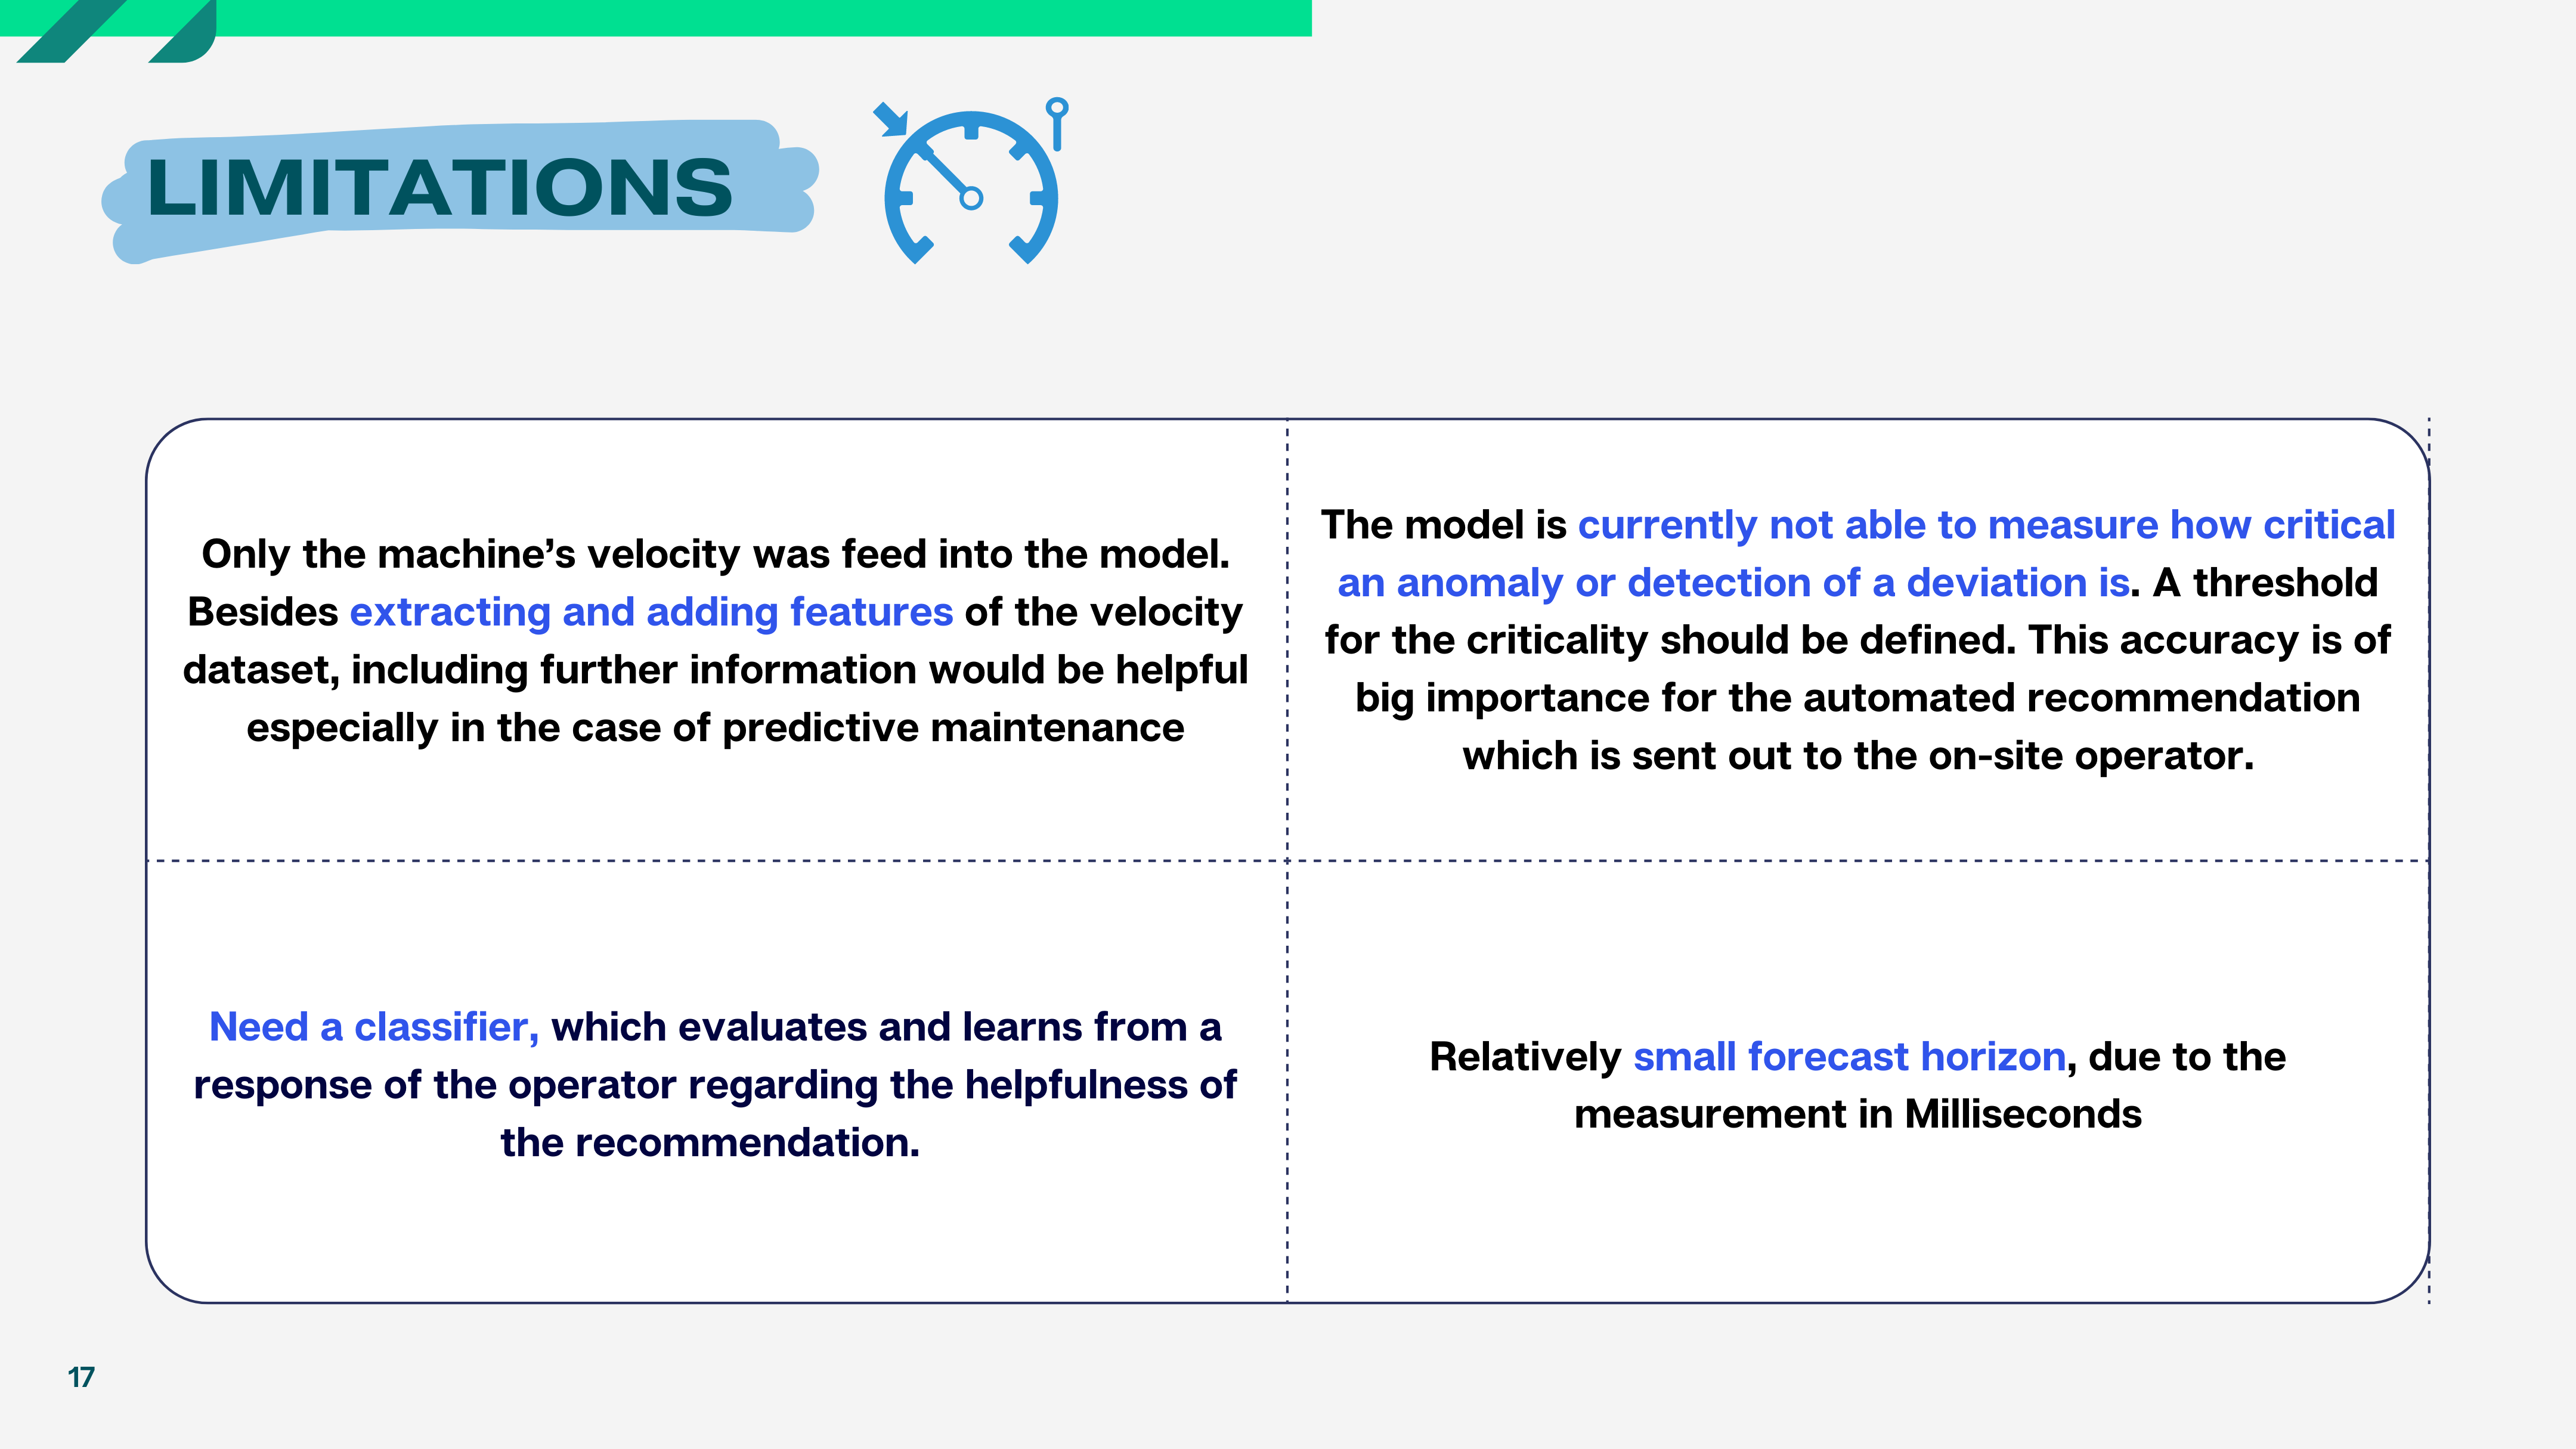 LIMITATIONS
Only the machine’s velocity was feed into the model.
Besides extracting and adding features of the velocity
dataset, including further information would be helpful
especially in the case of predictive maintenance
The model is currently not able to measure how critical
an anomaly or detection of a deviation is. A threshold
for the criticality should be defined. This accuracy is of
big importance for the automated recommendation
which is sent out to the on-site operator.
Need a classifier, which evaluates and learns from a
response of the operator regarding the helpfulness of
the recommendation.
Relatively small forecast horizon, due to the
measurement in Milliseconds
17